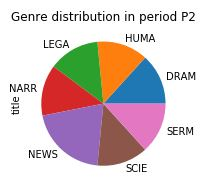 Genre distribution in period P2
HUMA
LEGA
DRAM
NARR
title
SERM
NEWS
SCIE